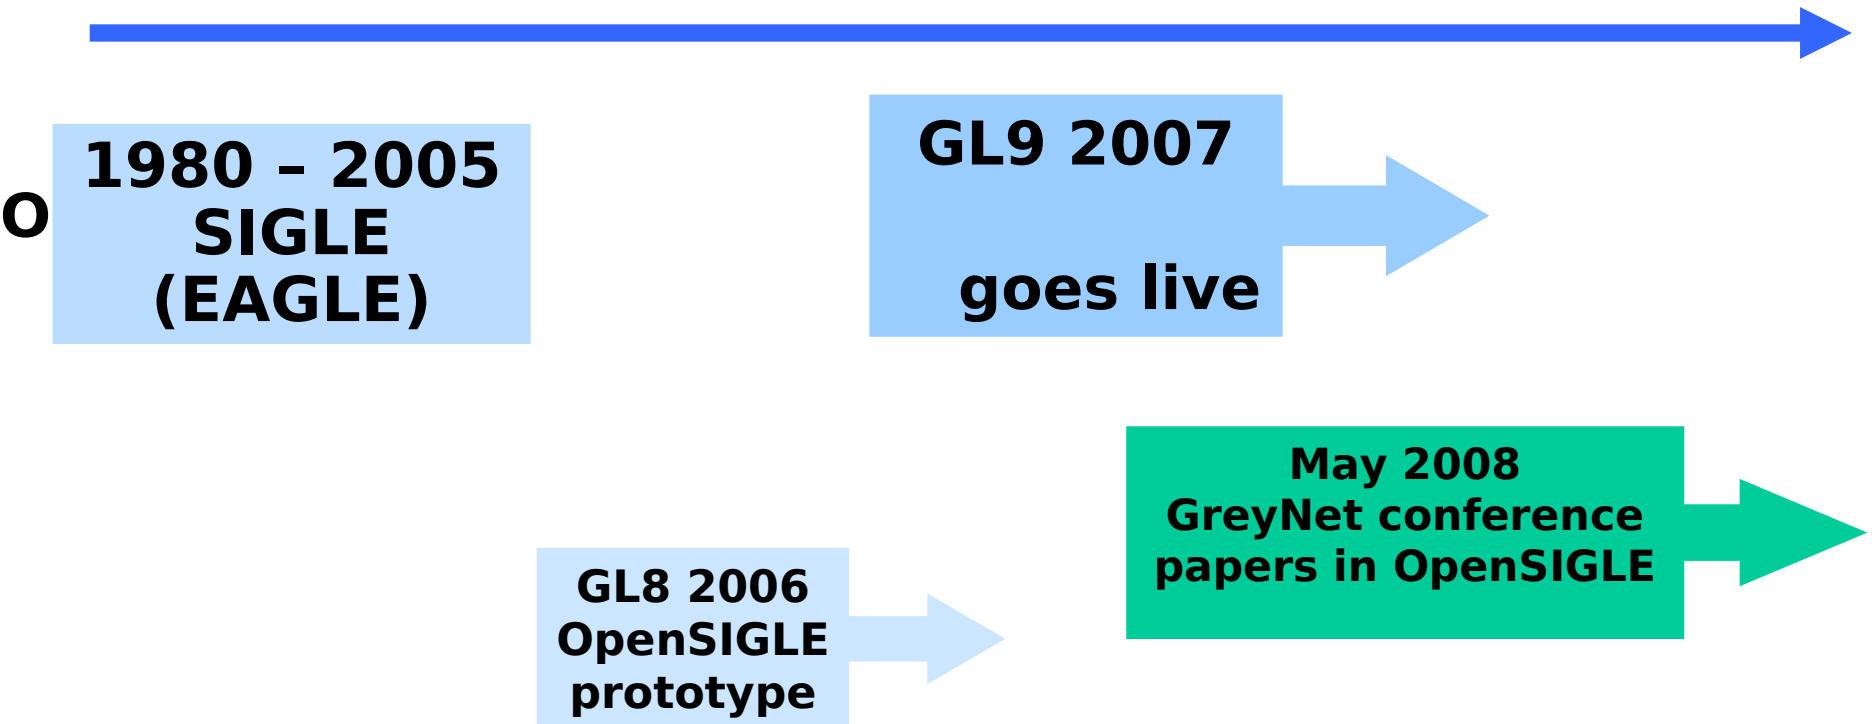 O
1980 – 2005
SIGLE
(EAGLE)
GL9 2007
goes live
GL8 2006
OpenSIGLE
prototype
May 2008
GreyNet conference
papers in OpenSIGLE